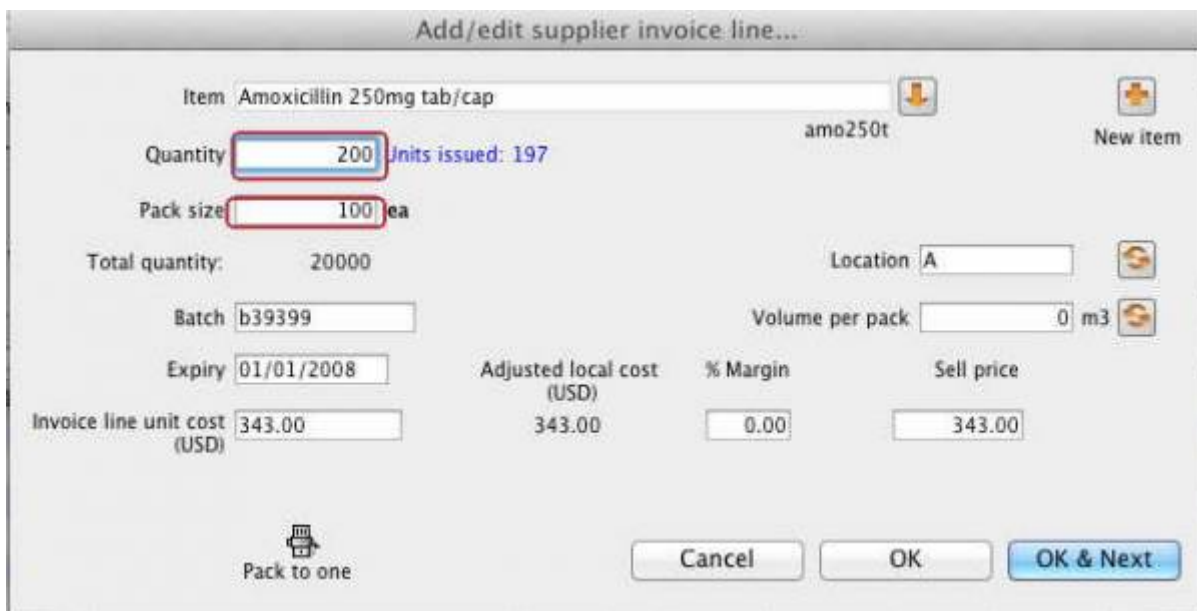 Add/edit supplier invoice line...
Item Amoxicillin 250mg tab/cap
amo250t
New item
Quantity 200 Units issued: 197
Pack size 100 ea
Total quantity: 20000
Location A
Batch b39399
Volume per pack 0 m3
Expiry 01/01/2008
Adjusted local cost (USD)
% Margin
Sell price
Invoice line unit cost (USD) 343.00
343.00
0.00
343.00
Pack to one
Cancel
OK
OK & Next